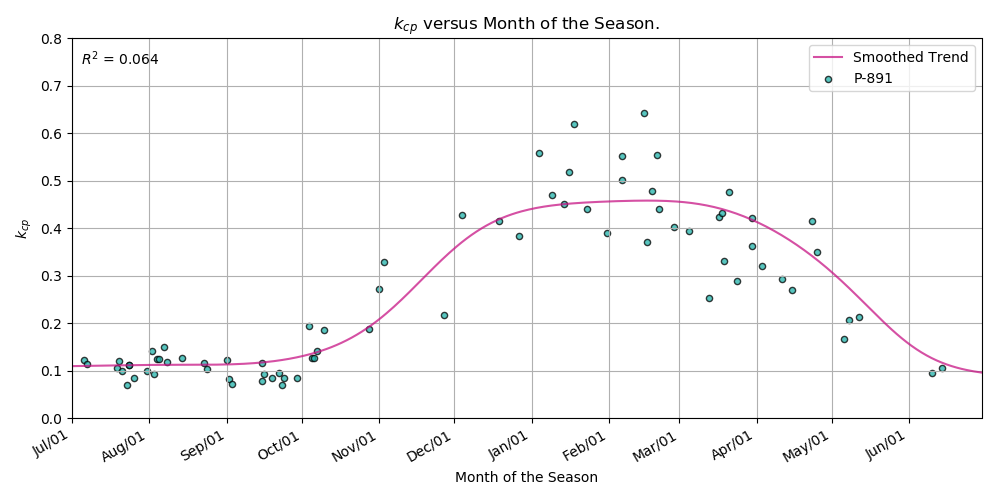 k_cp versus Month of the Season.
R² = 0.064
Smoothed Trend
P-891
k_cp
0.8
0.7
0.6
0.5
0.4
0.3
0.2
0.1
0.0
Jul/01 Aug/01 Sep/01 Oct/01 Nov/01 Dec/01 Jan/01 Feb/01 Mar/01 Apr/01 May/01 Jun/01
Month of the Season